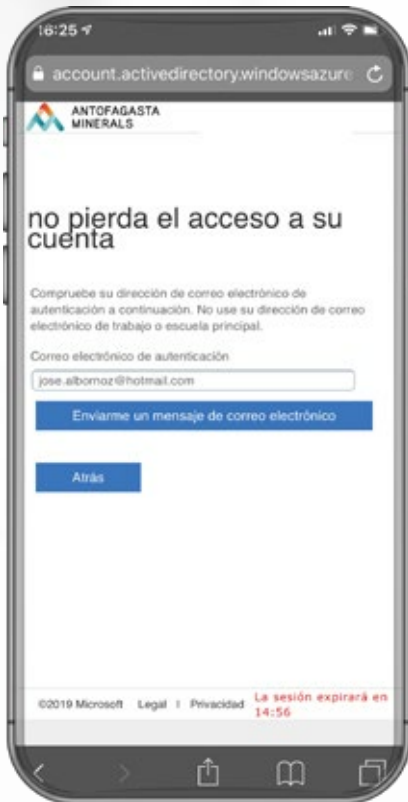 16:25
account.activedirectory.windowsazure
ANTOFAGASTA
MINERALS
no pierda el acceso a su
cuenta
Compruebe su dirección de correo electrónico de
autenticación a continuación. No use su dirección de correo
electrónico de trabajo o escuela principal.
Correo electrónico de autenticación
jose.albornoz@hotmail.com
Enviarme un mensaje de correo electrónico
Atrás
©2019 Microsoft Legal | Privacidad La sesión expirará en
14:56